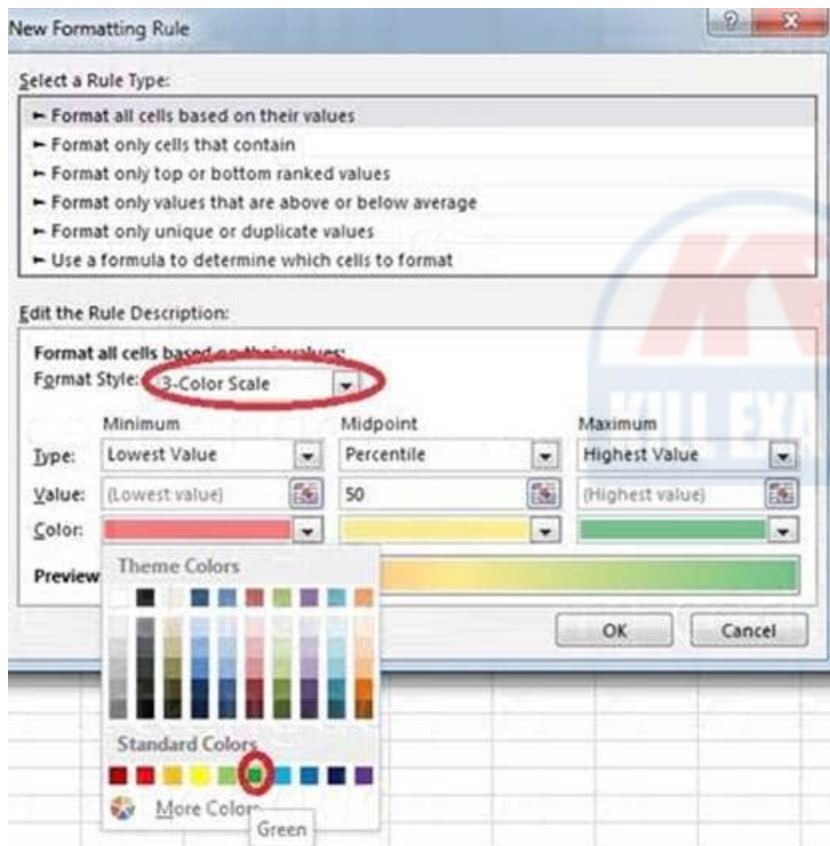 New Formatting Rule
Select a Rule Type:
► Format all cells based on their values
► Format only cells that contain
► Format only top or bottom ranked values
► Format only values that are above or below average
► Format only unique or duplicate values
► Use a formula to determine which cells to format
Edit the Rule Description:
Format all cells based on their values:
Format Style: 3-Color Scale
Minimum Midpoint Maximum
Type: Lowest Value Percentile Highest Value
Value: (Lowest value) 50 (Highest value)
Color:
Preview
Theme Colors
OK Cancel
Standard Colors
More Colors
Green
KILL EXA